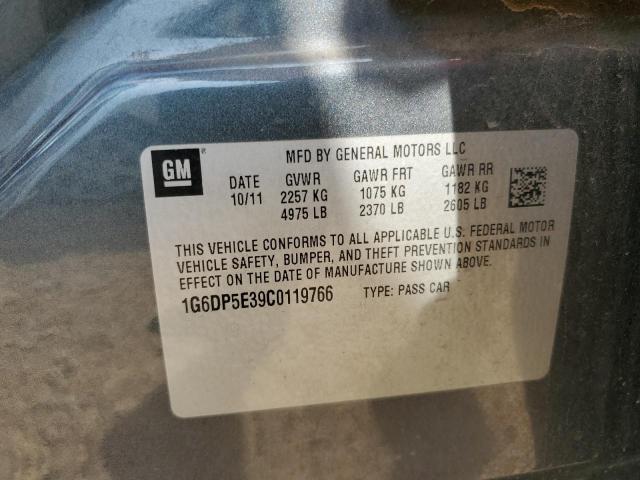 GM
MFD BY GENERAL MOTORS LLC
DATE GVWR GAWR FRT GAWR RR
10/11 2257 KG 1075 KG 1182 KG
4975 LB 2370 LB 2605 LB
THIS VEHICLE CONFORMS TO ALL APPLICABLE U.S. FEDERAL MOTOR
VEHICLE SAFETY, BUMPER, AND THEFT PREVENTION STANDARDS IN
EFFECT ON THE DATE OF MANUFACTURE SHOWN ABOVE.
1G6DP5E39C0119766 TYPE: PASS CAR